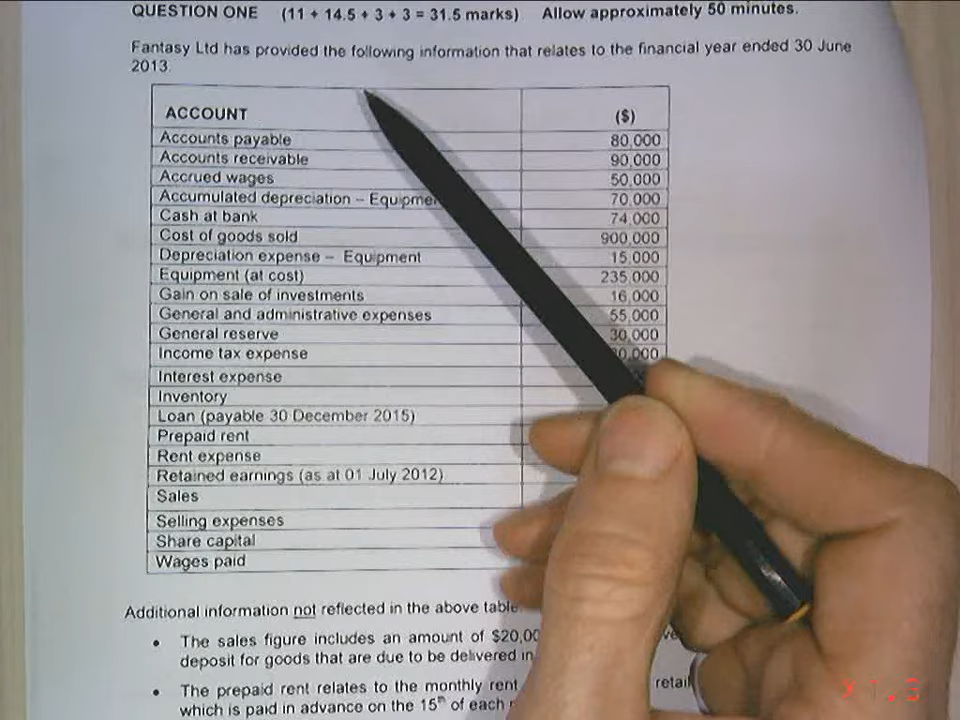 QUESTION ONE (11 + 14.5 + 3 + 3 = 31.5 marks) Allow approximately 50 minutes.
Fantasy Ltd has provided the following information that relates to the financial year ended 30 June
2013.
ACCOUNT ($)
Accounts payable 80,000
Accounts receivable 90,000
Accrued wages 50,000
Accumulated depreciation – Equipmen 70,000
Cash at bank 74,000
Cost of goods sold 900,000
Depreciation expense – Equipment 15,000
Equipment (at cost) 235,000
Gain on sale of investments 16,000
General and administrative expenses 55,000
General reserve 30,000
Income tax expense 0,000
Interest expense
Inventory
Loan (payable 30 December 2015)
Prepaid rent
Rent expense
Retained earnings (as at 01 July 2012)
Sales
Selling expenses
Share capital
Wages paid
Additional information not reflected in the above table
• The sales figure includes an amount of $20,00
deposit for goods that are due to be delivered in
• The prepaid rent relates to the monthly rent retail
which is paid in advance on the 15th of each